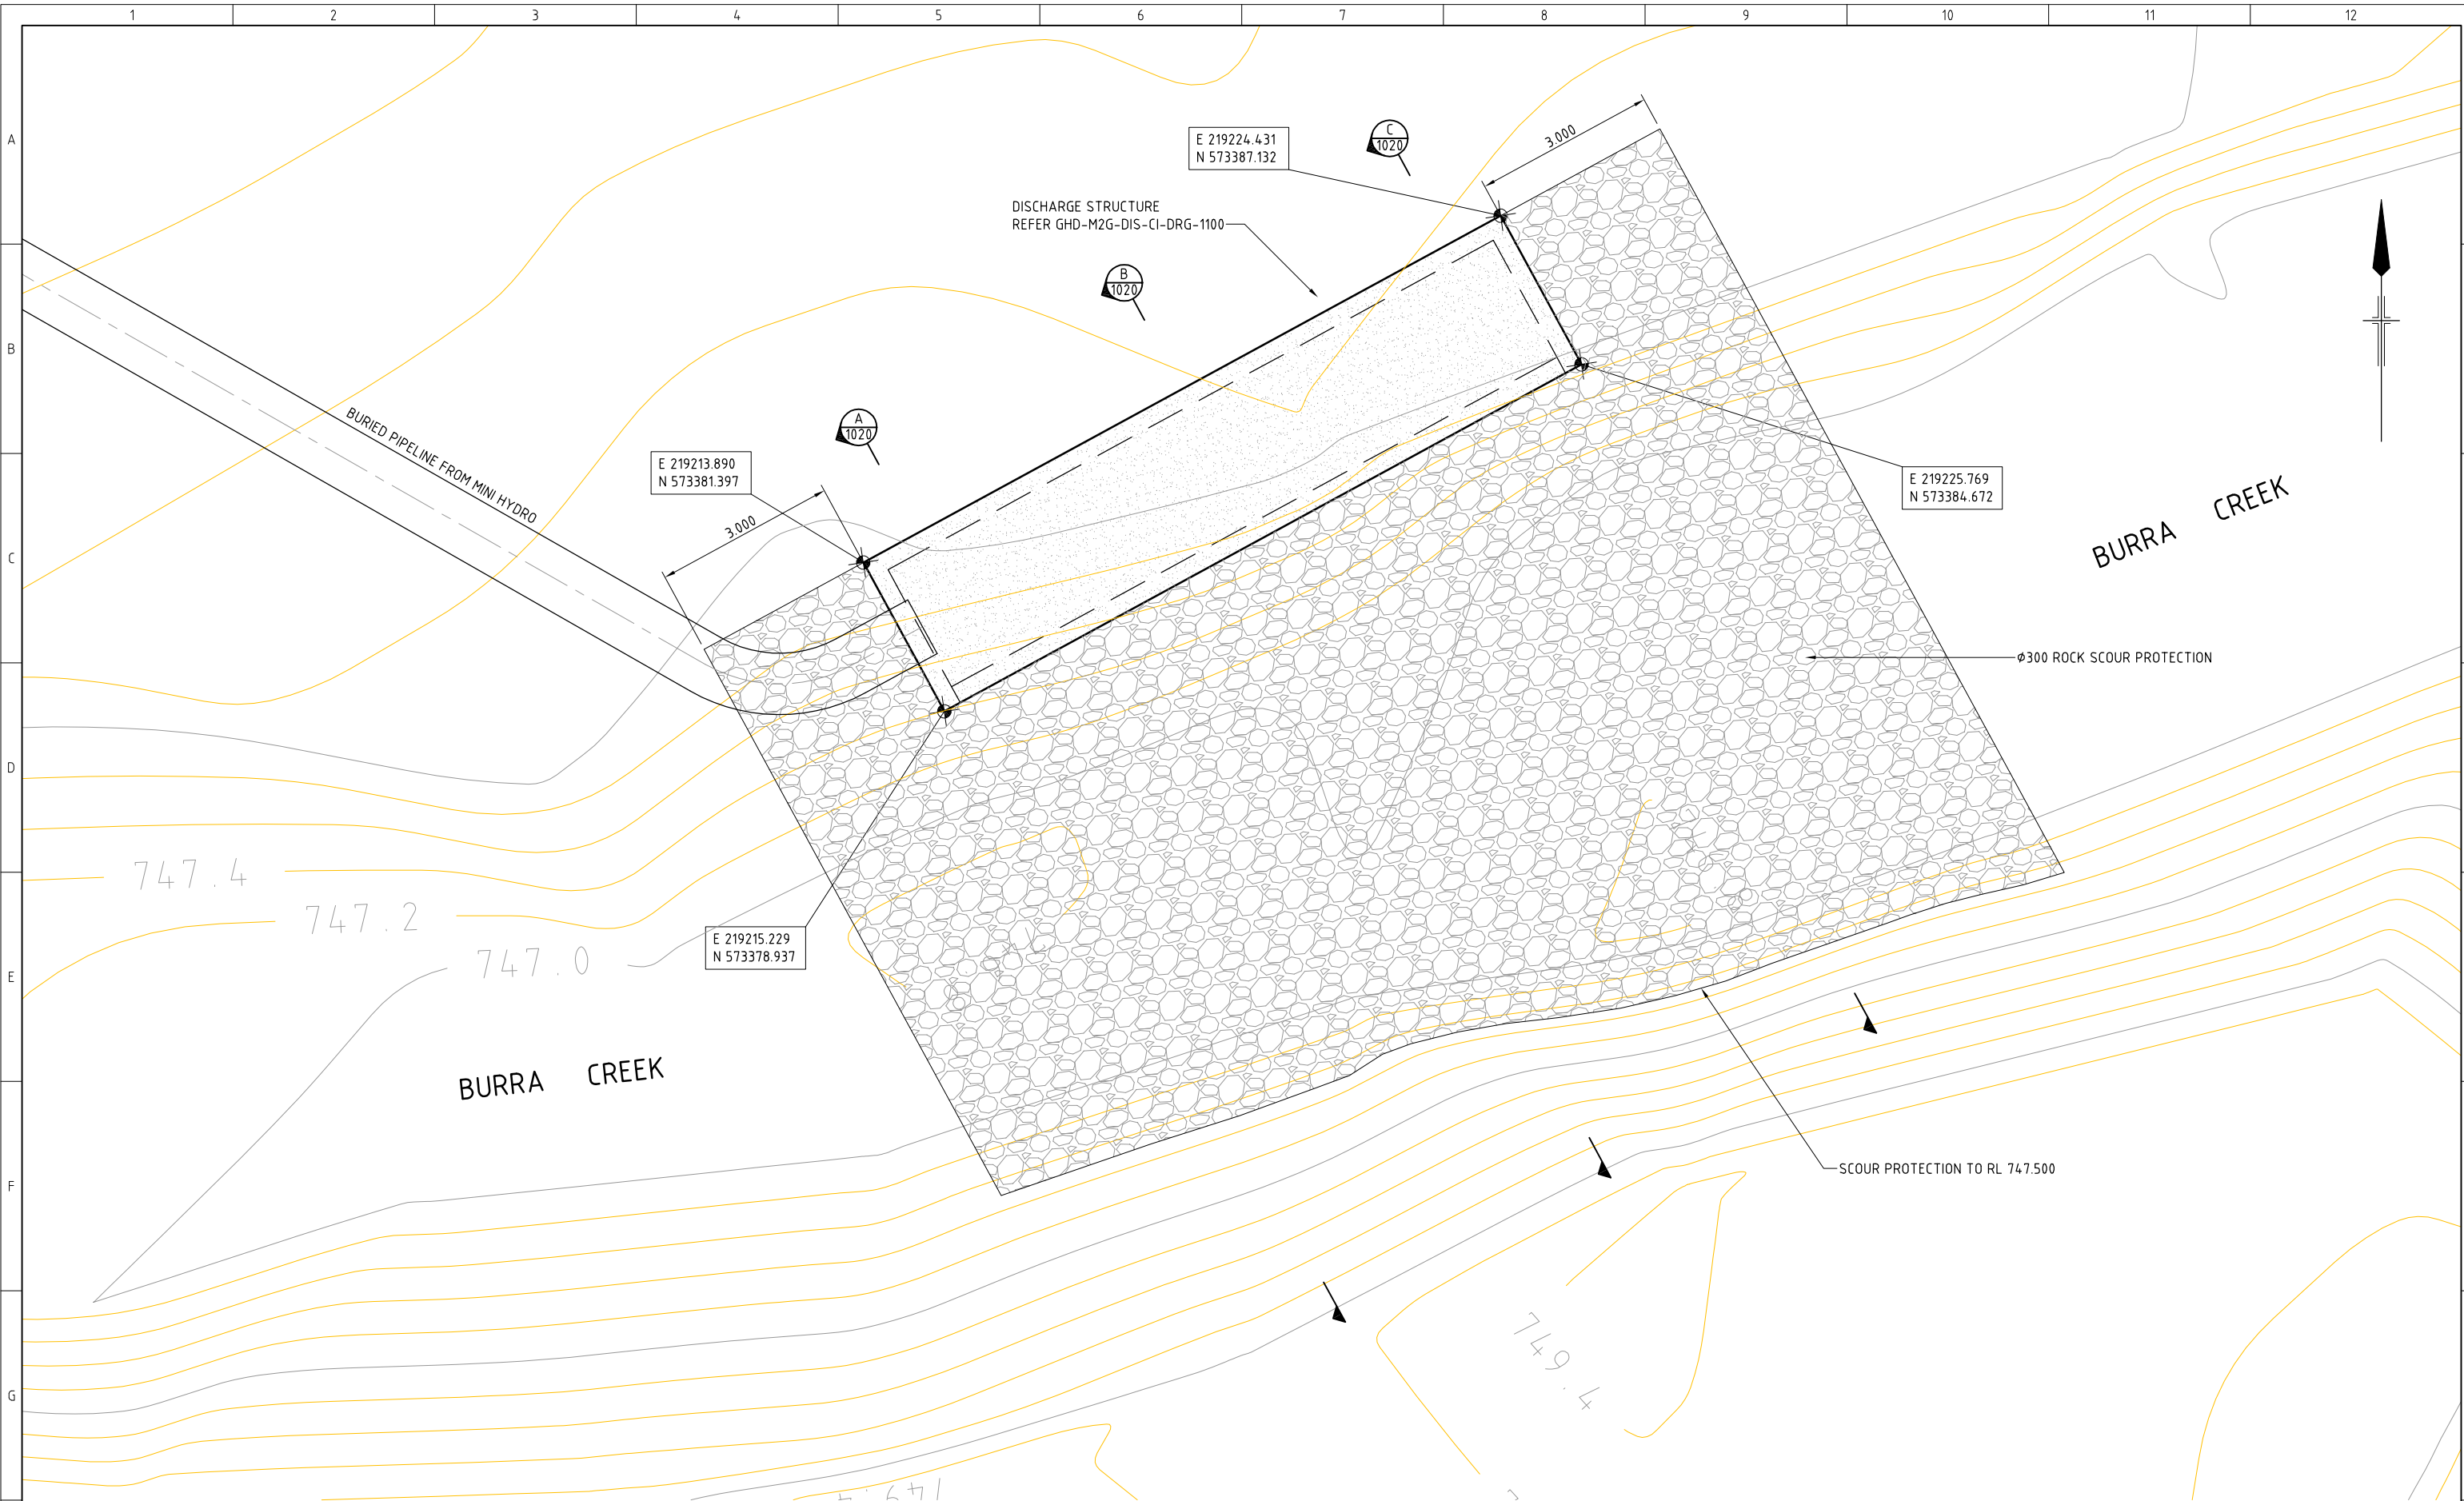 1 2 3 4 5 6 7 8 9 10 11 12
A
B
C
D
E
F
G
C
1020
3.000
E 219224.431
N 573387.132
DISCHARGE STRUCTURE
REFER GHD-M2G-DIS-CI-DRG-1100
B
1020
A
1020
BURIED PIPELINE FROM MINI HYDRO
E 219213.890
N 573381.397
3.000
E 219225.769
N 573384.672
BURRA CREEK
Ø300 ROCK SCOUR PROTECTION
747.4
747.2
747.0
E 219215.229
N 573378.937
BURRA CREEK
SCOUR PROTECTION TO RL 747.500
749.4
749.4